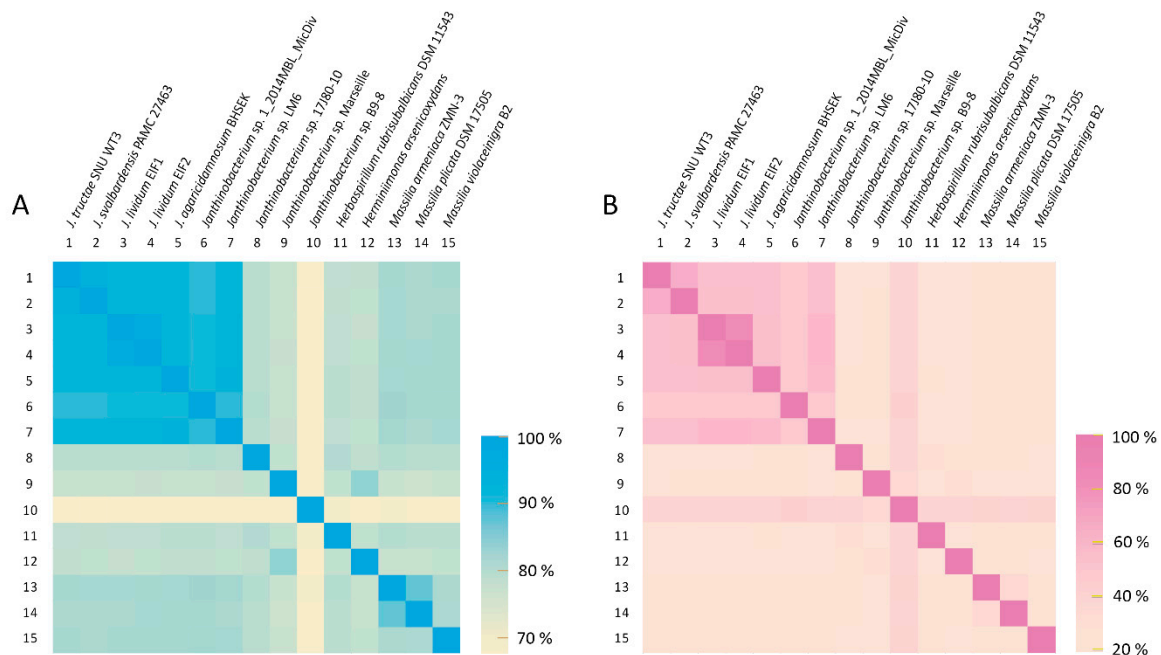 A
J. tructae SNU WT3
J. svalbardensis PAMC 27463
J. lividum EIF1
J. lividum EIF2
J. agaricidamnosum BHSEK
Janthinobacterium sp. 1_2014MBL_MicDiv
Janthinobacterium sp. LM6
Janthinobacterium sp. 17J80-10
Janthinobacterium sp. Marseille
Janthinobacterium sp. B9-8
Herbaspirillum rubrisubalbicans DSM 11543
Herminiimonas arsenicoxydans
Massilia armeniaca ZMN-3
Massilia plicata DSM 17505
Massilia violaceinigra B2
1 2 3 4 5 6 7 8 9 10 11 12 13 14 15
1
2
3
4
5
6
7
8
9
10
11
12
13
14
15
100 %
90 %
80 %
70 %
B
J. tructae SNU WT3
J. svalbardensis PAMC 27463
J. lividum EIF1
J. lividum EIF2
J. agaricidamnosum BHSEK
Janthinobacterium sp. 1_2014MBL_MicDiv
Janthinobacterium sp. LM6
Janthinobacterium sp. 17J80-10
Janthinobacterium sp. Marseille
Janthinobacterium sp. B9-8
Herbaspirillum rubrisubalbicans DSM 11543
Herminiimonas arsenicoxydans
Massilia armeniaca ZMN-3
Massilia plicata DSM 17505
Massilia violaceinigra B2
1 2 3 4 5 6 7 8 9 10 11 12 13 14 15
1
2
3
4
5
6
7
8
9
10
11
12
13
14
15
100 %
80 %
60 %
40 %
20 %